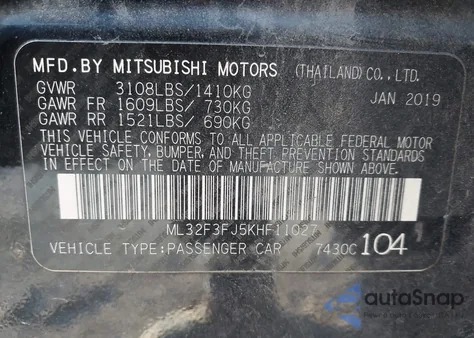 MFD.BY MITSUBISHI MOTORS (THAILAND)CO.,LTD.
GVWR 3108LBS/1410KG JAN 2019
GAWR FR 1609LBS/ 730KG
GAWR RR 1521LBS/ 690KG
THIS VEHICLE CONFORMS TO ALL APPLICABLE FEDERAL MOTOR
VEHICLE SAFETY, BUMPER, AND THEFT PREVENTION STANDARDS
IN EFFECT ON THE DATE OF MANUFACTURE SHOWN ABOVE.
ML32F3FJ5KHF11027
VEHICLE TYPE:PASSENGER CAR 7430C 104
autoSnap